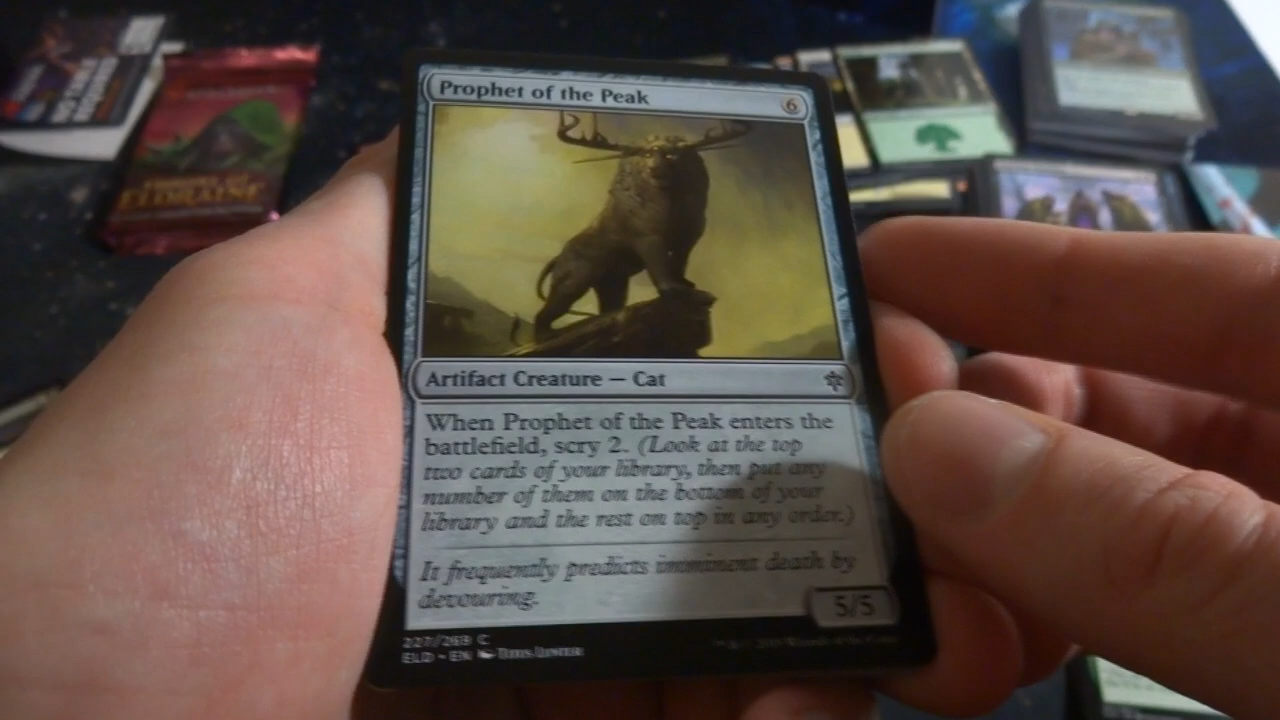 Prophet of the Peak
6
ELDRAINE
Artifact Creature — Cat
When Prophet of the Peak enters the
battlefield, scry 2. (Look at the top
two cards of your library, then put any
number of them on the bottom of your
library and the rest on top in any order.)
It frequently predicts imminent death by
devouring.
5/5
227/269 C
ELD • EN